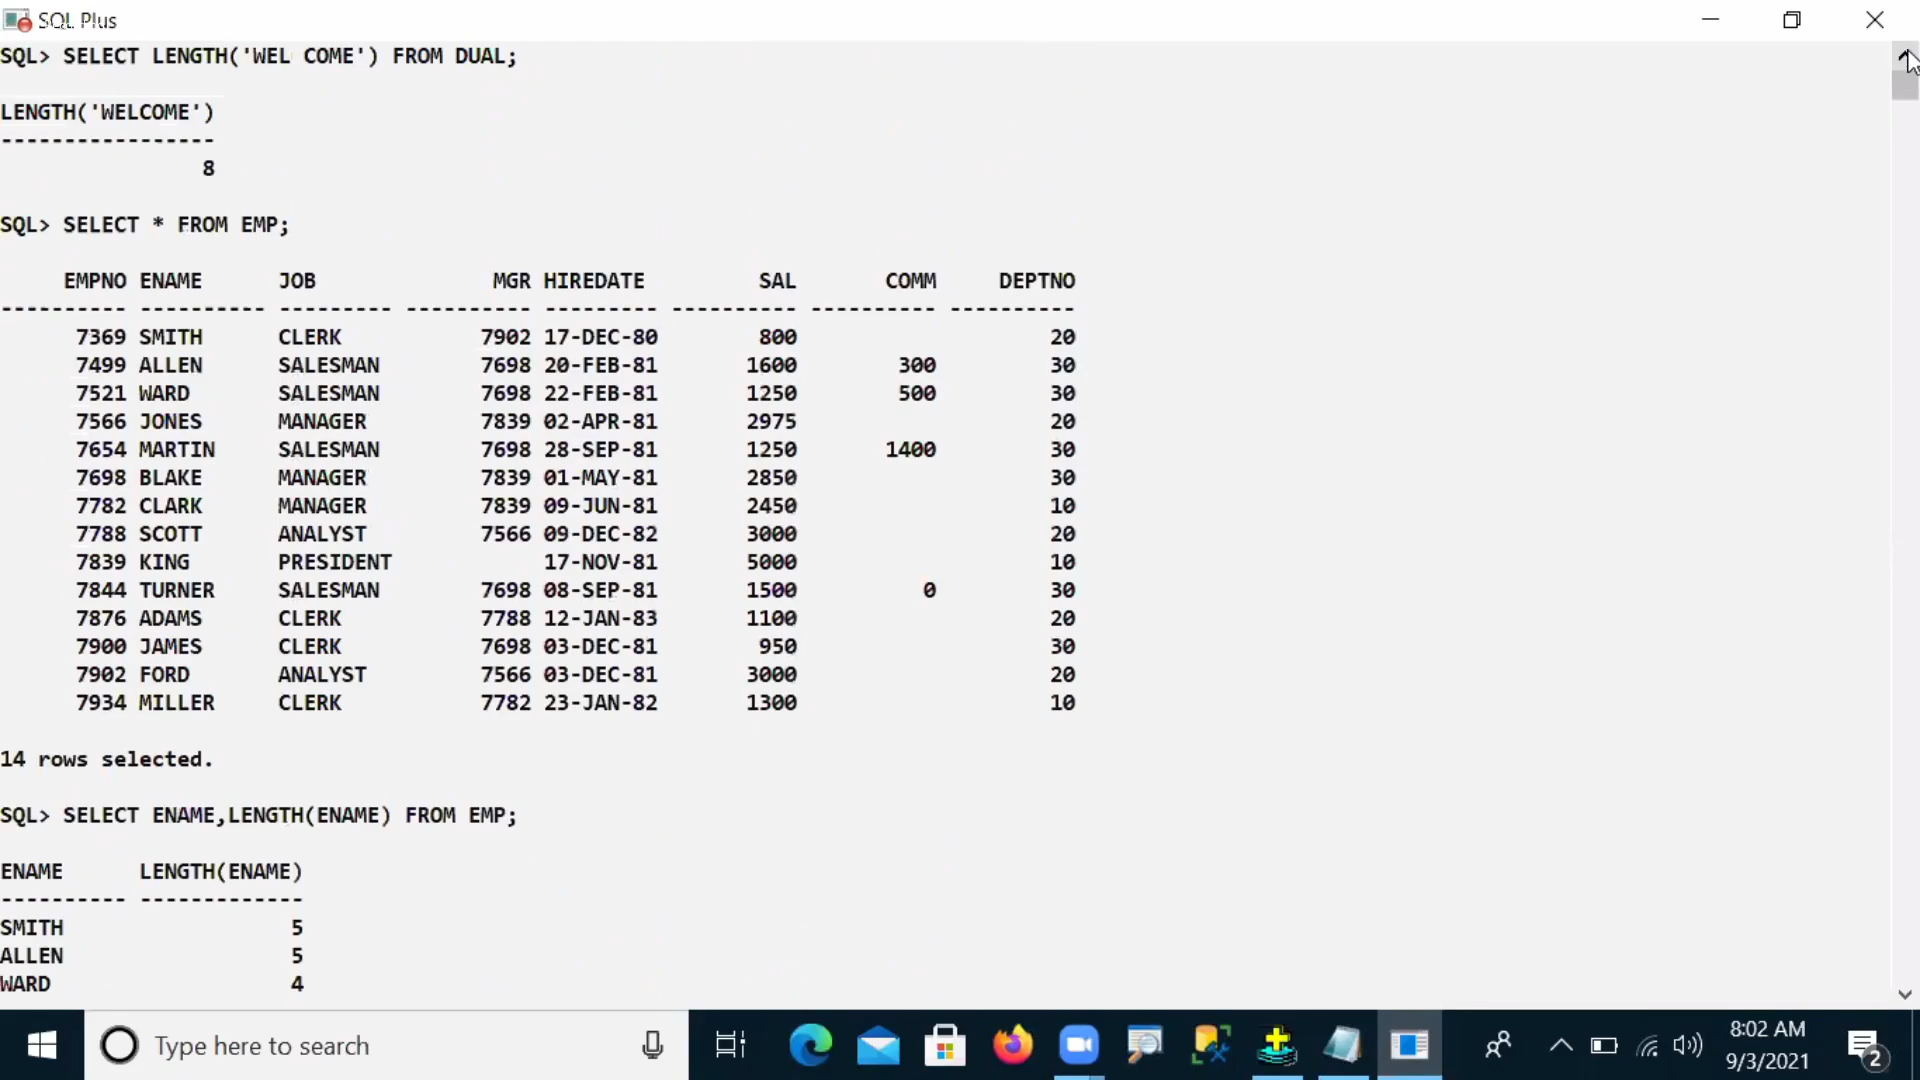 SQL Plus
SQL> SELECT LENGTH('WEL COME') FROM DUAL;
LENGTH('WELCOME')
-----------------
8
SQL> SELECT * FROM EMP;
EMPNO ENAME JOB MGR HIREDATE SAL COMM DEPTNO
---------- ---------- --------- ---------- --------- ---------- ---------- ----------
7369 SMITH CLERK 7902 17-DEC-80 800 20
7499 ALLEN SALESMAN 7698 20-FEB-81 1600 300 30
7521 WARD SALESMAN 7698 22-FEB-81 1250 500 30
7566 JONES MANAGER 7839 02-APR-81 2975 20
7654 MARTIN SALESMAN 7698 28-SEP-81 1250 1400 30
7698 BLAKE MANAGER 7839 01-MAY-81 2850 30
7782 CLARK MANAGER 7839 09-JUN-81 2450 10
7788 SCOTT ANALYST 7566 09-DEC-82 3000 20
7839 KING PRESIDENT 17-NOV-81 5000 10
7844 TURNER SALESMAN 7698 08-SEP-81 1500 0 30
7876 ADAMS CLERK 7788 12-JAN-83 1100 20
7900 JAMES CLERK 7698 03-DEC-81 950 30
7902 FORD ANALYST 7566 03-DEC-81 3000 20
7934 MILLER CLERK 7782 23-JAN-82 1300 10
14 rows selected.
SQL> SELECT ENAME,LENGTH(ENAME) FROM EMP;
ENAME LENGTH(ENAME)
---------- -------------
SMITH 5
ALLEN 5
WARD 4
Type here to search
8:02 AM
9/3/2021
2